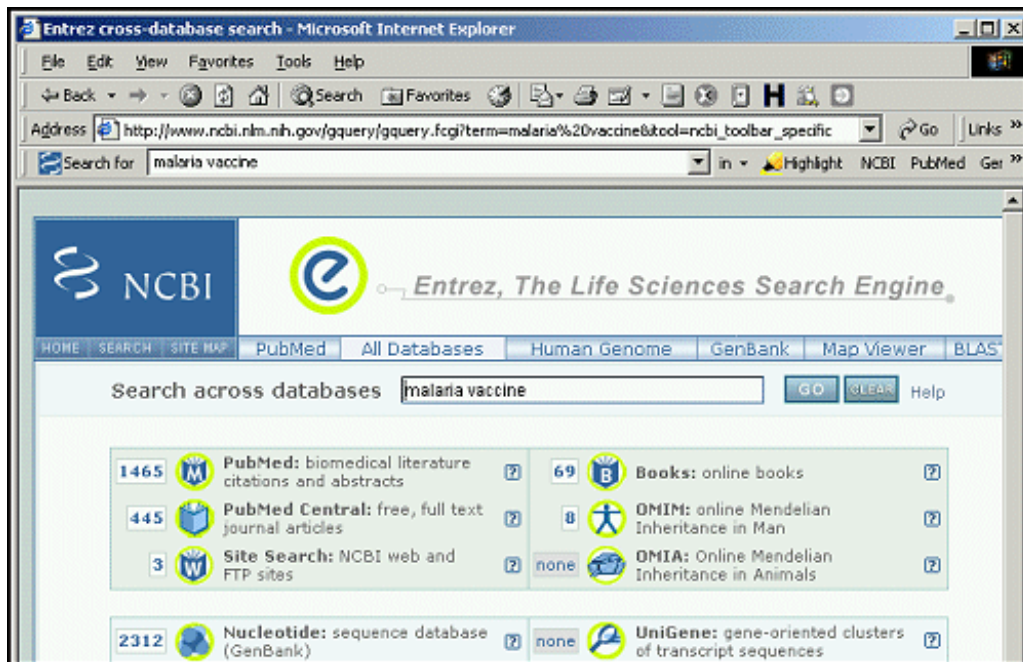 Entrez cross-database search - Microsoft Internet Explorer
File Edit View Favorites Tools Help
Back Search Favorites H
Address http://www.ncbi.nlm.nih.gov/gquery/gquery.fcgi?term=malaria%20vaccine&tool=ncbi_toolbar_specific Go Links »
Search for malaria vaccine in Highlight NCBI PubMed Ger »
NCBI
e Entrez, The Life Sciences Search Engine
HOME SEARCH SITE MAP PubMed All Databases Human Genome GenBank Map Viewer BLAST
Search across databases malaria vaccine GO CLEAR Help
1465 M PubMed: biomedical literature
citations and abstracts ?
69 B Books: online books ?
445 PubMed Central: free, full text
journal articles ?
8 OMIM: online Mendelian
Inheritance in Man ?
3 W Site Search: NCBI web and
FTP sites ?
none OMIA: Online Mendelian
Inheritance in Animals ?
2312 Nucleotide: sequence database
(GenBank) ?
none UniGene: gene-oriented clusters
of transcript sequences ?